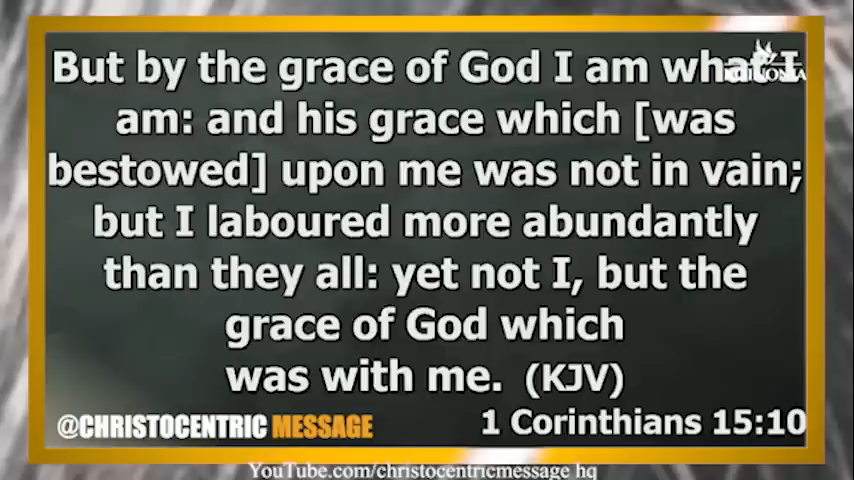 But by the grace of God I am what I
am: and his grace which [was
bestowed] upon me was not in vain;
but I laboured more abundantly
than they all: yet not I, but the
grace of God which
was with me. (KJV)
@CHRISTOCENTRIC MESSAGE
1 Corinthians 15:10
YouTube.com/christocentricmessage hq